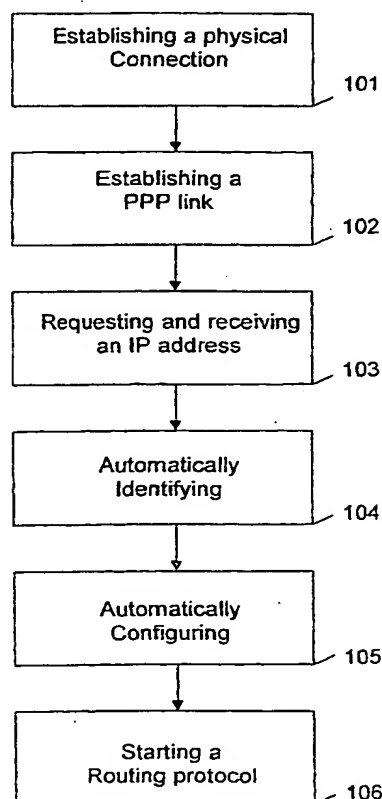 Establishing a physical
Connection
101
Establishing a
PPP link
102
Requesting and receiving
an IP address
103
Automatically
Identifying
104
Automatically
Configuring
105
Starting a
Routing protocol
106